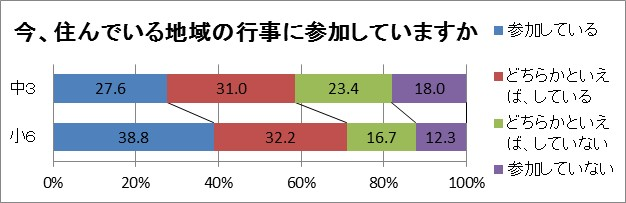 今、住んでいる地域の行事に参加していますか
中3
27.6 31.0 23.4 18.0
小6
38.8 32.2 16.7 12.3
0% 20% 40% 60% 80% 100%
参加している
どちらかといえ
ば、している
どちらかといえ
ば、していない
参加していない